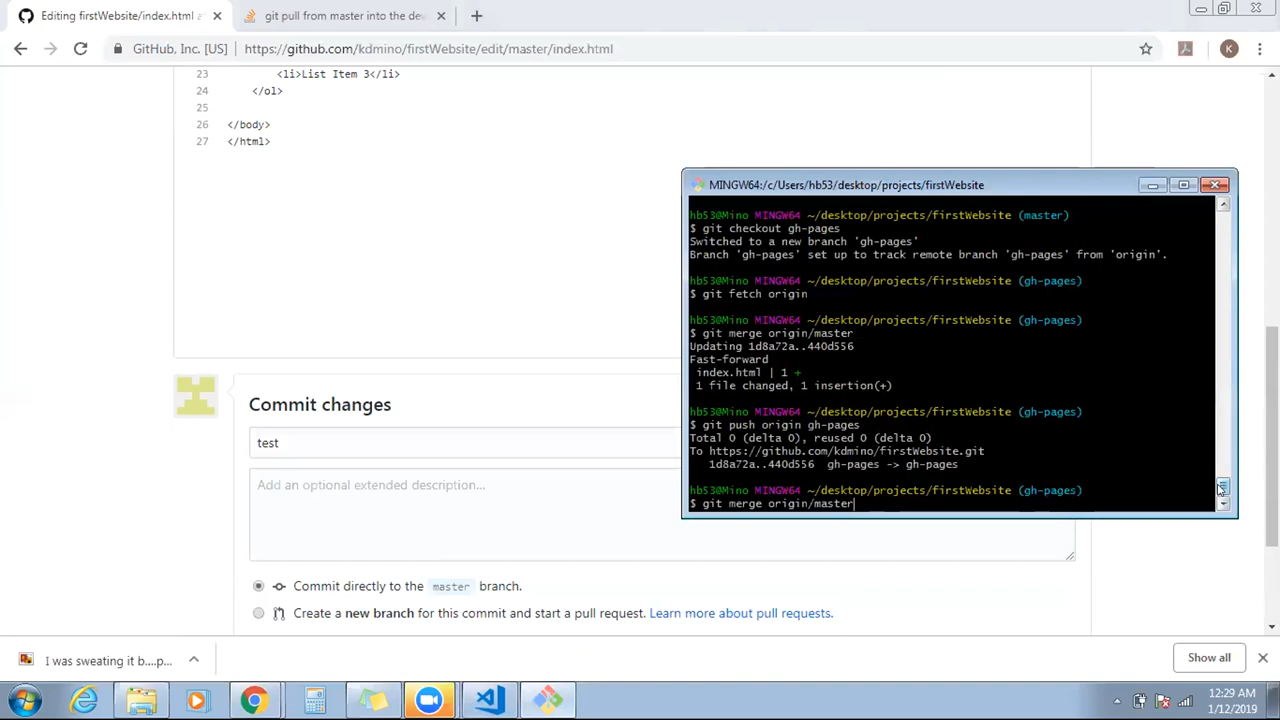 Editing firstWebsite/index.html a
git pull from master into the dev
GitHub, Inc. [US]
https://github.com/kdmino/firstWebsite/edit/master/index.html
K
23 <li>List Item 3</li>
24 </ol>
25
26 </body>
27 </html>
Commit changes
test
Add an optional extended description...
Commit directly to the master branch.
Create a new branch for this commit and start a pull request. Learn more about pull requests.
MINGW64:/c/Users/hb53/desktop/projects/firstWebsite
hb53@Mino MINGW64 ~/desktop/projects/firstWebsite (master)
$ git checkout gh-pages
Switched to a new branch 'gh-pages'
Branch 'gh-pages' set up to track remote branch 'gh-pages' from 'origin'.
hb53@Mino MINGW64 ~/desktop/projects/firstWebsite (gh-pages)
$ git fetch origin
hb53@Mino MINGW64 ~/desktop/projects/firstWebsite (gh-pages)
$ git merge origin/master
Updating 1d8a72a..440d556
Fast-forward
index.html | 1 +
1 file changed, 1 insertion(+)
hb53@Mino MINGW64 ~/desktop/projects/firstWebsite (gh-pages)
$ git push origin gh-pages
Total 0 (delta 0), reused 0 (delta 0)
To https://github.com/kdmino/firstWebsite.git
1d8a72a..440d556 gh-pages -> gh-pages
hb53@Mino MINGW64 ~/desktop/projects/firstWebsite (gh-pages)
$ git merge origin/master
I was sweating it b....p...
Show all
12:29 AM
1/12/2019